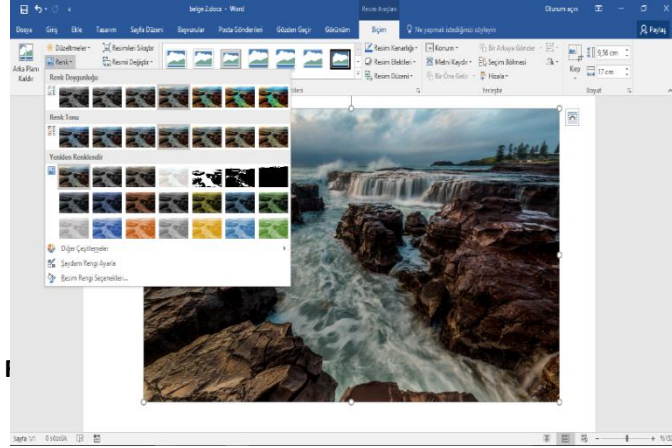 belge2.docx - Word
Resim Araçları
Oturum açın
Dosya Giriş Ekle Tasarım Sayfa Düzeni Başvurular Posta Gönderileri Gözden Geçir Görünüm Biçim Ne yapmak istediğinizi söyleyin Paylaş
Arka Planı Kaldır
Düzeltmeler
Renk
Resimleri Sıkıştır
Resmi Değiştir
Resim Kenarlığı
Resim Efektleri
Resim Düzeni
Konum
Metni Kaydır
Bir Öne Getir
Bir Arkaya Gönder
Seçim Bölmesi
Hizala
Kırp
9,56 cm
17 cm
Yerleştir
Boyut
Renk Doygunluğu
Renk Tonu
Yeniden Renklendir
Diğer Çeşitlemeler
Saydam Rengi Ayarla
Resim Rengi Seçenekleri...
Sayfa 1/1 0 sözcük